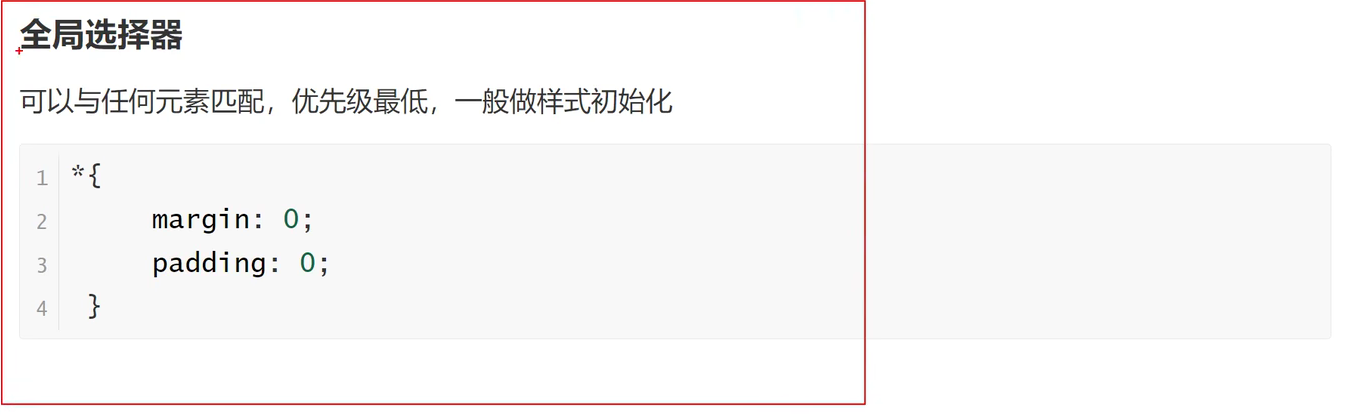 全局选择器
可以与任何元素匹配，优先级最低，一般做样式初始化
1 *{
2 margin: 0;
3 padding: 0;
4 }